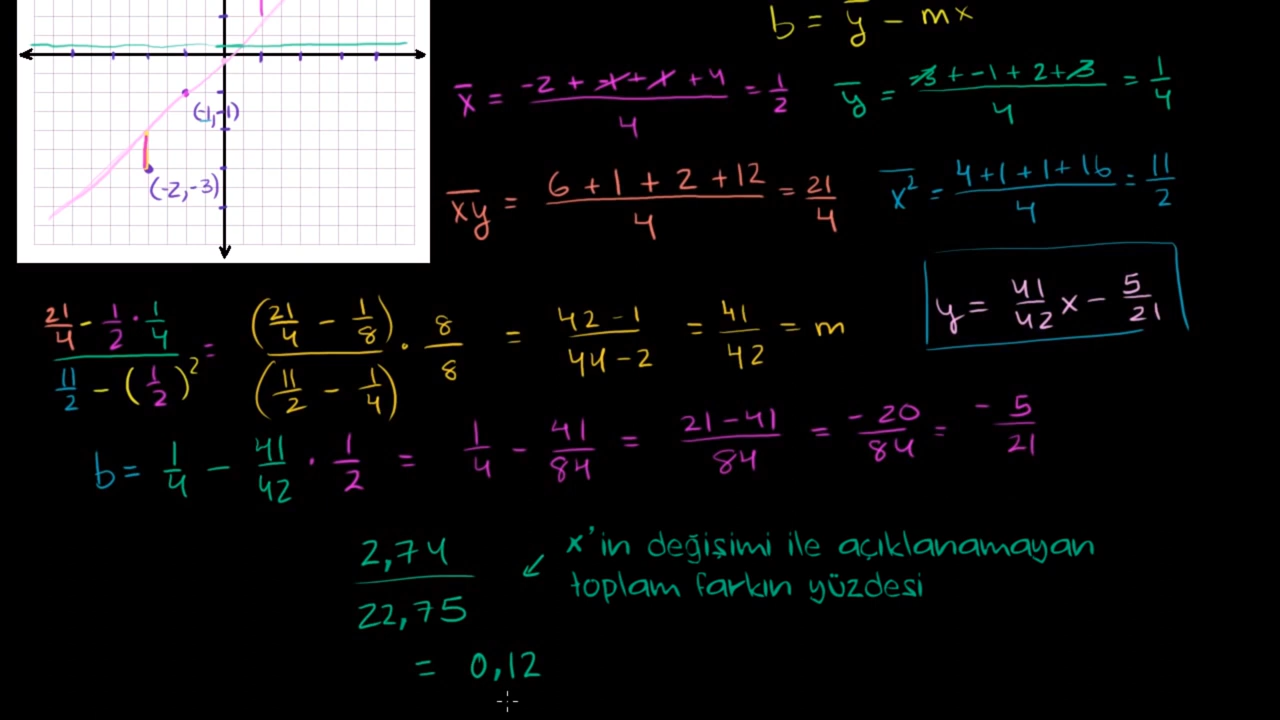 b = y̅ - mx
x̅ = (-2 + -1 + 1 + 4)/4 = 1/2
y̅ = (-3 + -1 + 2 + 3)/4 = 1/4
(-1,-1)
(-2,-3)
x̅y̅ = (6 + 1 + 2 + 12)/4 = 21/4
x̅² = (4+1+1+16)/4 = 11/2
y = 41/42 x - 5/21
(21/4 - 1/2 · 1/4)/(11/2 - (1/2)²) = (21/4 - 1/8)/(11/2 - 1/4) · 8/8 = (42-1)/(44-2) = 41/42 = m
b = 1/4 - 41/42 · 1/2 = 1/4 - 41/84 = (21-41)/84 = -20/84 = -5/21
2,74/22,75 ↙ x'in değişimi ile açıklanamayan
toplam farkın yüzdesi
= 0,12